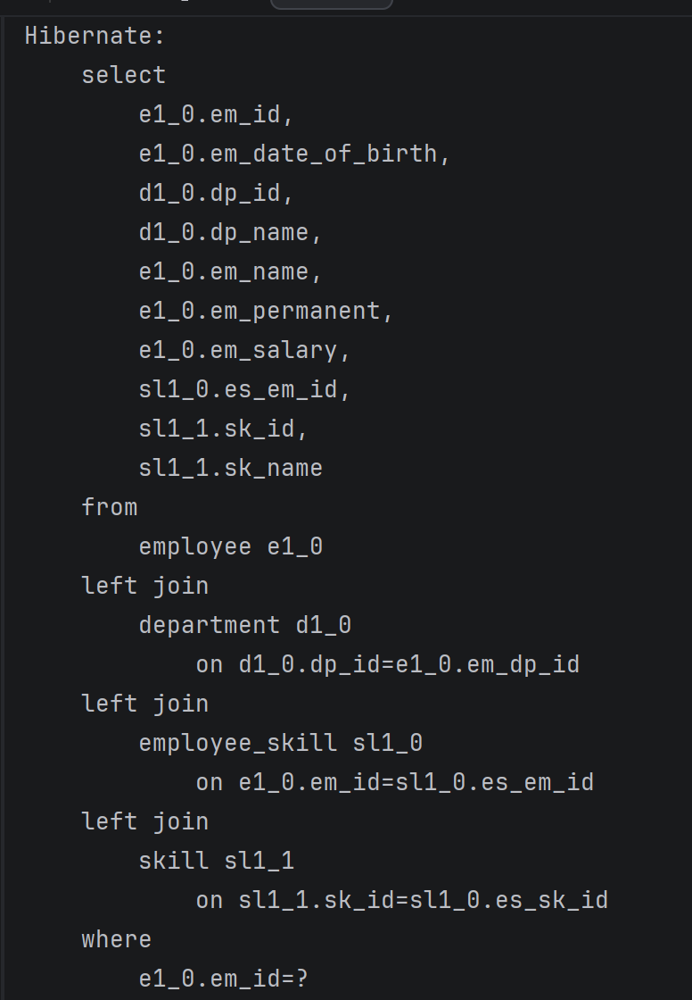 Hibernate:
    select
        e1_0.em_id,
        e1_0.em_date_of_birth,
        d1_0.dp_id,
        d1_0.dp_name,
        e1_0.em_name,
        e1_0.em_permanent,
        e1_0.em_salary,
        sl1_0.es_em_id,
        sl1_1.sk_id,
        sl1_1.sk_name
    from
        employee e1_0
    left join
        department d1_0
            on d1_0.dp_id=e1_0.em_dp_id
    left join
        employee_skill sl1_0
            on e1_0.em_id=sl1_0.es_em_id
    left join
        skill sl1_1
            on sl1_1.sk_id=sl1_0.es_sk_id
    where
        e1_0.em_id=?